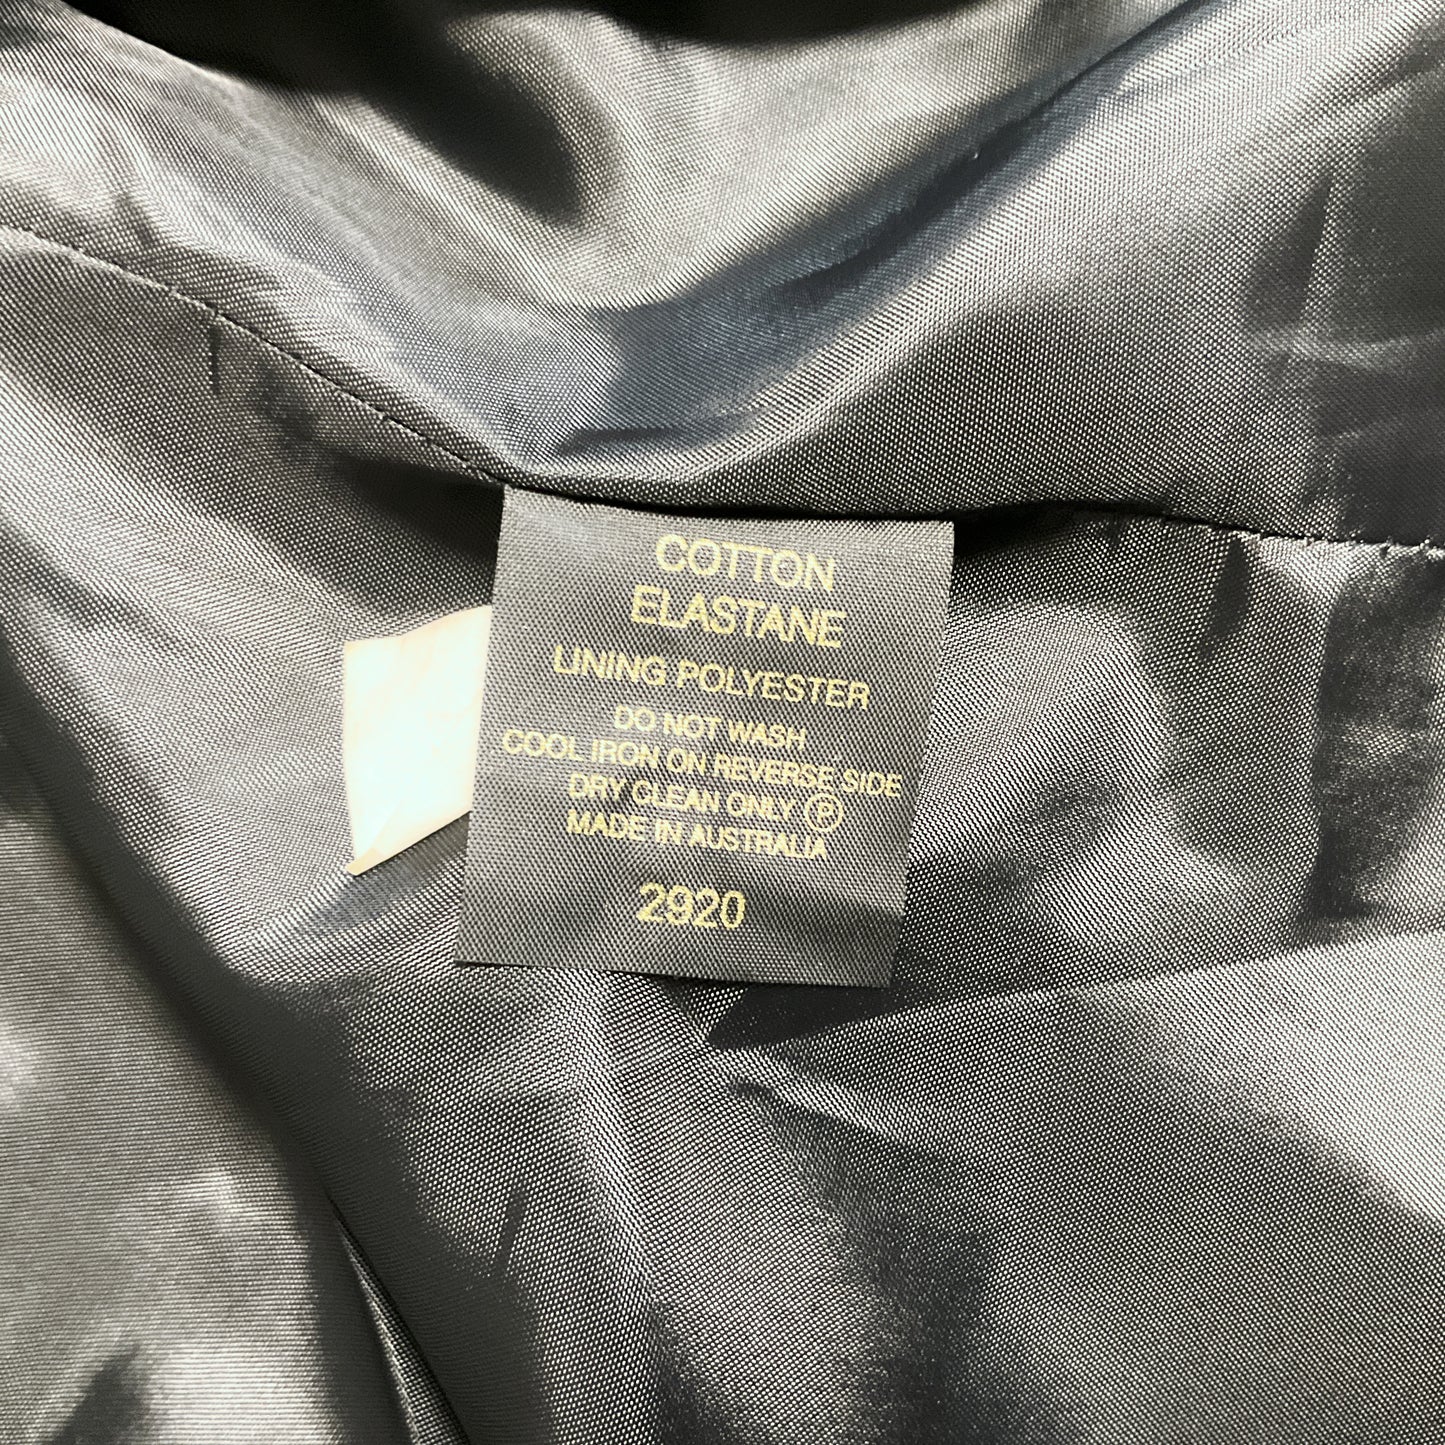 COTTON
ELASTANE
LINING POLYESTER
DO NOT WASH
COOL IRON ON REVERSE SIDE
DRY CLEAN ONLY Ⓟ
MADE IN AUSTRALIA
2920